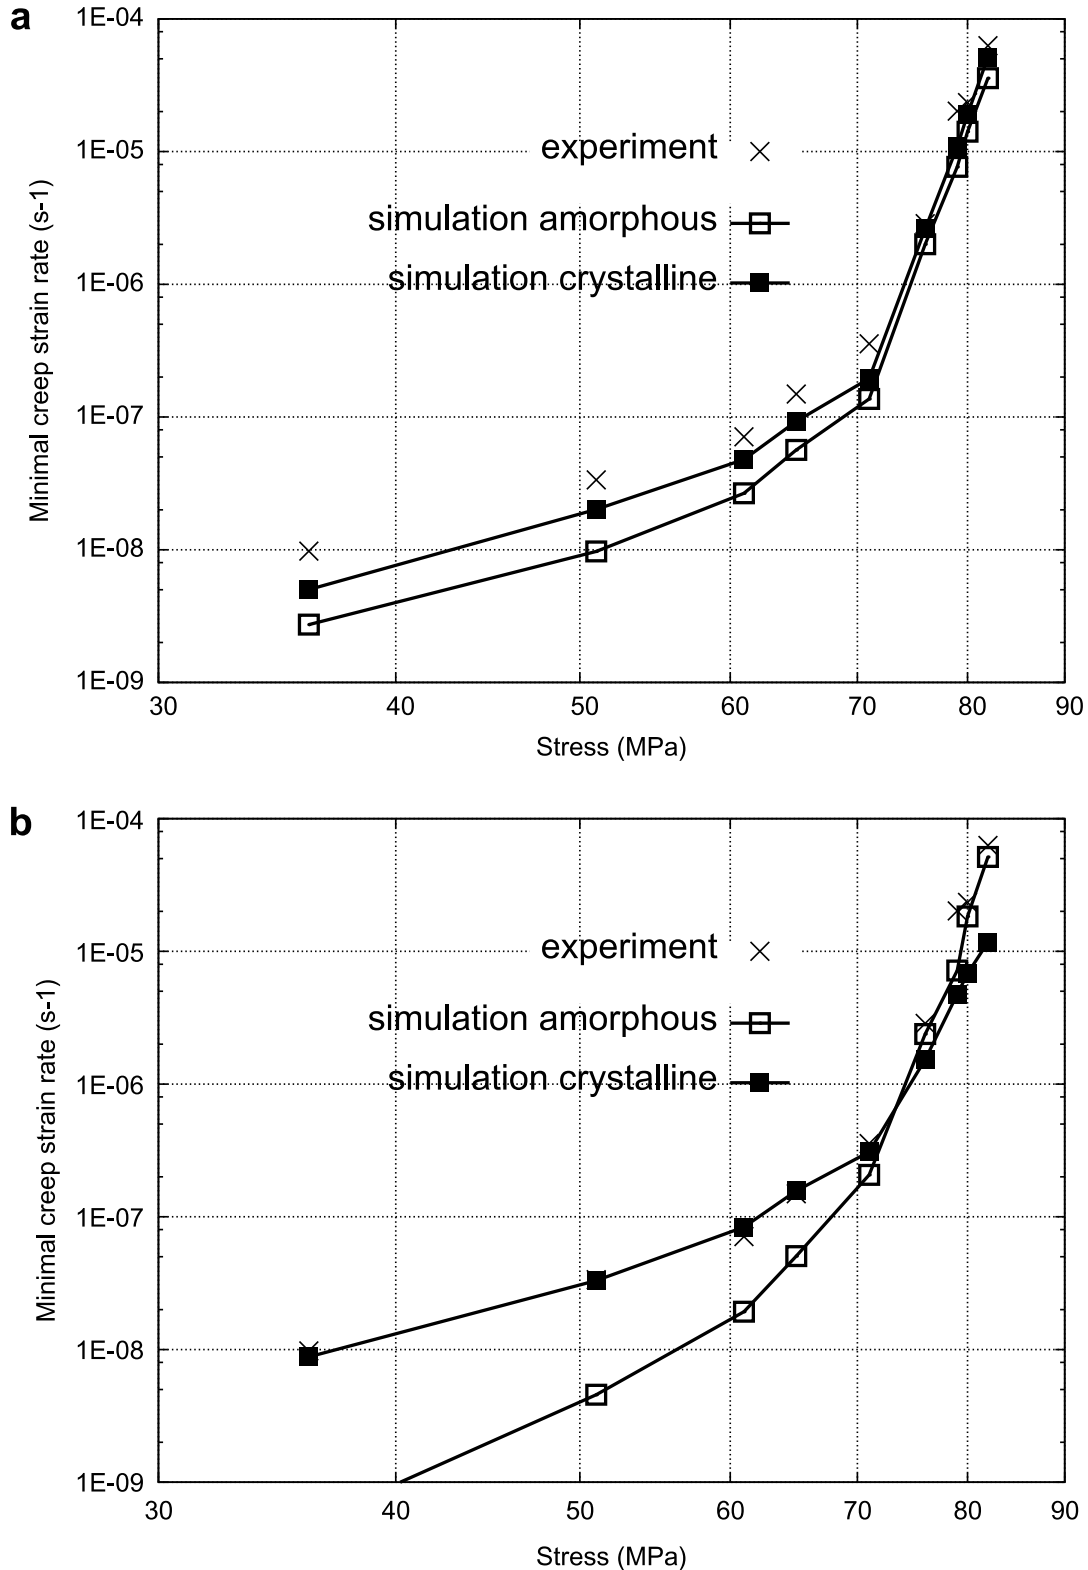 a
1E-04
1E-05
1E-06
1E-07
1E-08
1E-09
Minimal creep strain rate (s-1)
experiment
simulation amorphous
simulation crystalline
30 40 50 60 70 80 90
Stress (MPa)
b
1E-04
1E-05
1E-06
1E-07
1E-08
1E-09
Minimal creep strain rate (s-1)
experiment
simulation amorphous
simulation crystalline
30 40 50 60 70 80 90
Stress (MPa)